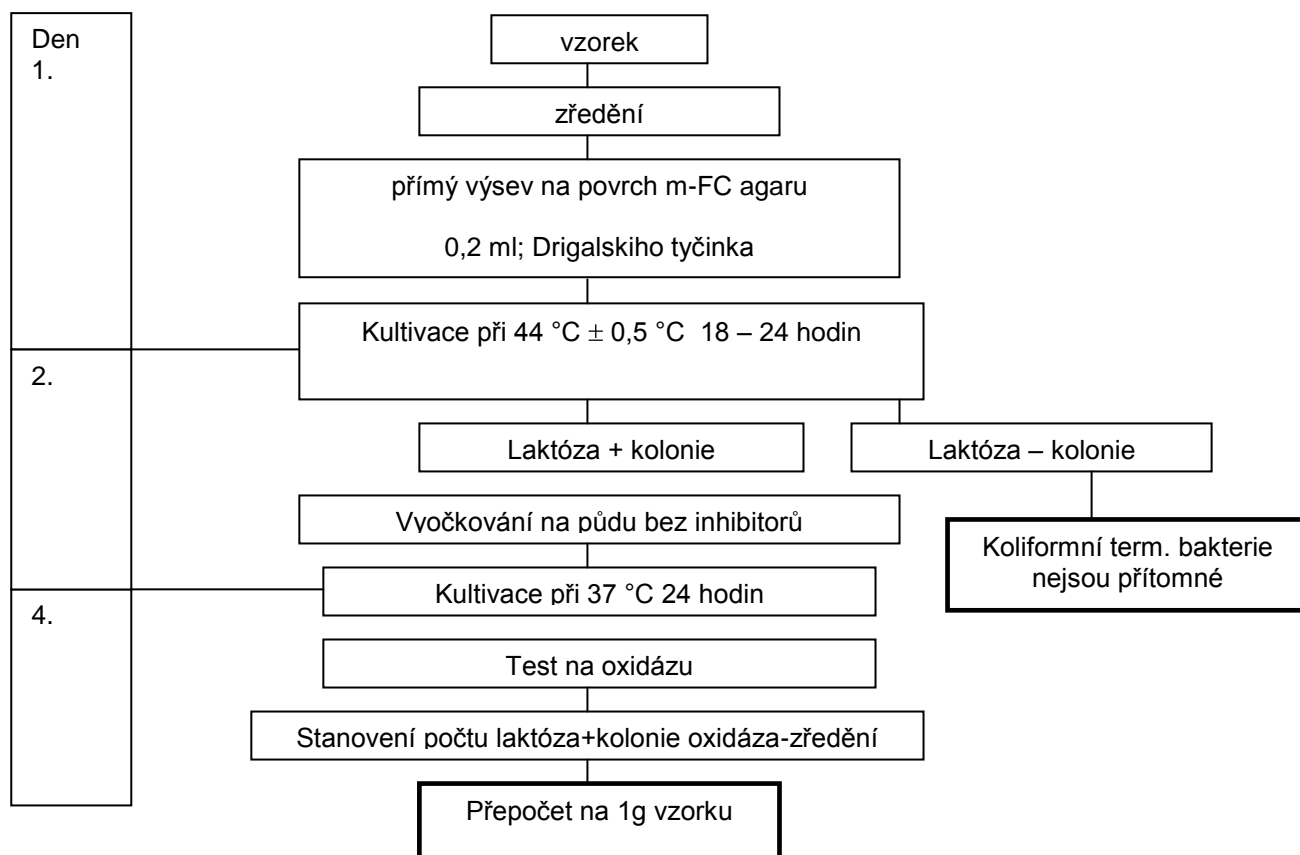 Den
1.
vzorek
zředění
přímý výsev na povrch m-FC agaru
0,2 ml; Drigalskiho tyčinka
Kultivace při 44 °C ± 0,5 °C 18 – 24 hodin
2.
Laktóza + kolonie
Laktóza – kolonie
Vyočkování na půdu bez inhibitorů
Koliformní term. bakterie
nejsou přítomné
Kultivace při 37 °C 24 hodin
4.
Test na oxidázu
Stanovení počtu laktóza+kolonie oxidáza-zředění
Přepočet na 1g vzorku